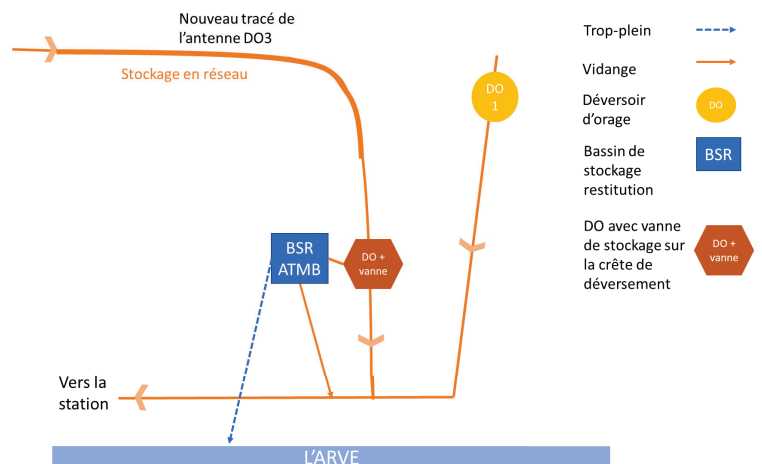 Nouveau tracé de
l'antenne DO3
Stockage en réseau
DO
1
BSR
ATMB
DO +
vanne
Vers la
station
L'ARVE
Trop-plein
Vidange
Déversoir
d'orage
DO
Bassin de
stockage
restitution
BSR
DO avec vanne
de stockage sur
la crête de
déversement
DO +
vanne